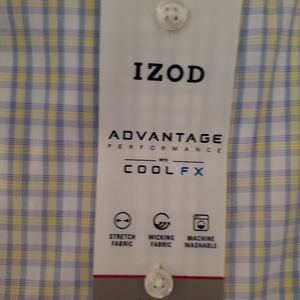 IZOD
ADVANTAGE
PERFORMANCE
WITH
COOL FX
STRETCH FABRIC
WICKING FABRIC
MACHINE WASHABLE